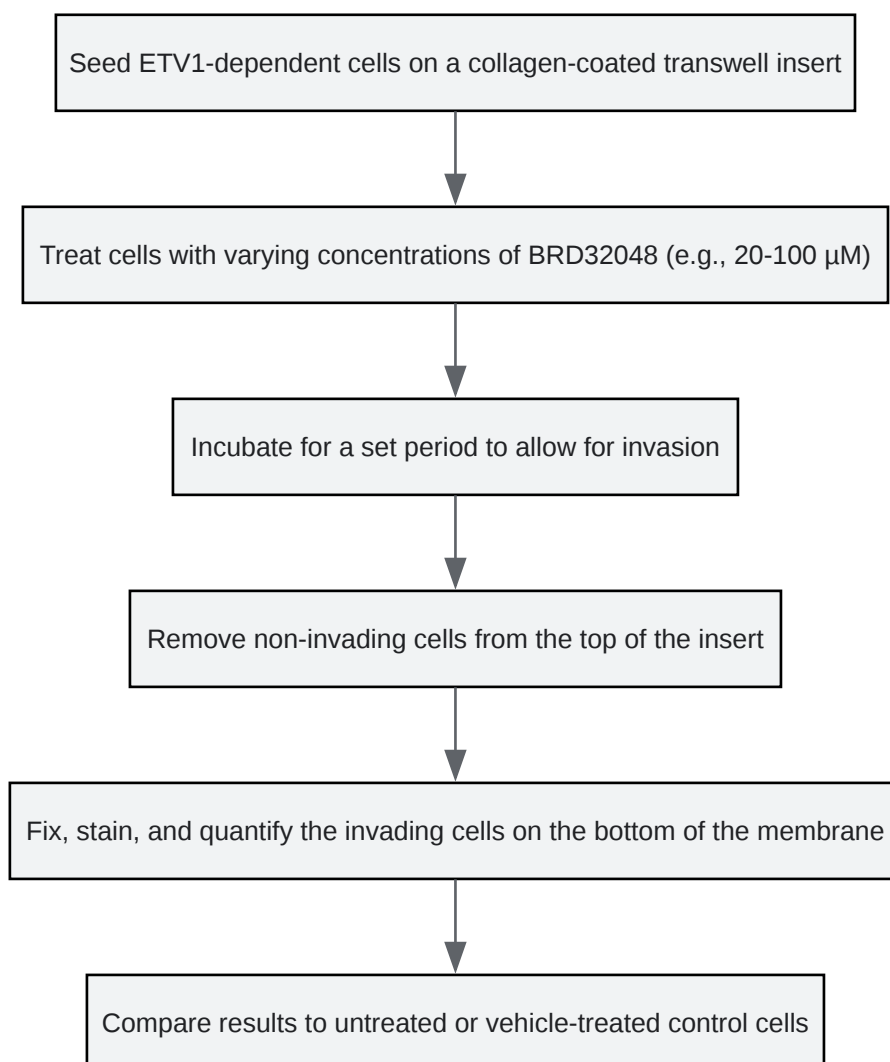 Seed ETV1-dependent cells on a collagen-coated transwell insert
Treat cells with varying concentrations of BRD32048 (e.g., 20-100 µM)
Incubate for a set period to allow for invasion
Remove non-invading cells from the top of the insert
Fix, stain, and quantify the invading cells on the bottom of the membrane
Compare results to untreated or vehicle-treated control cells